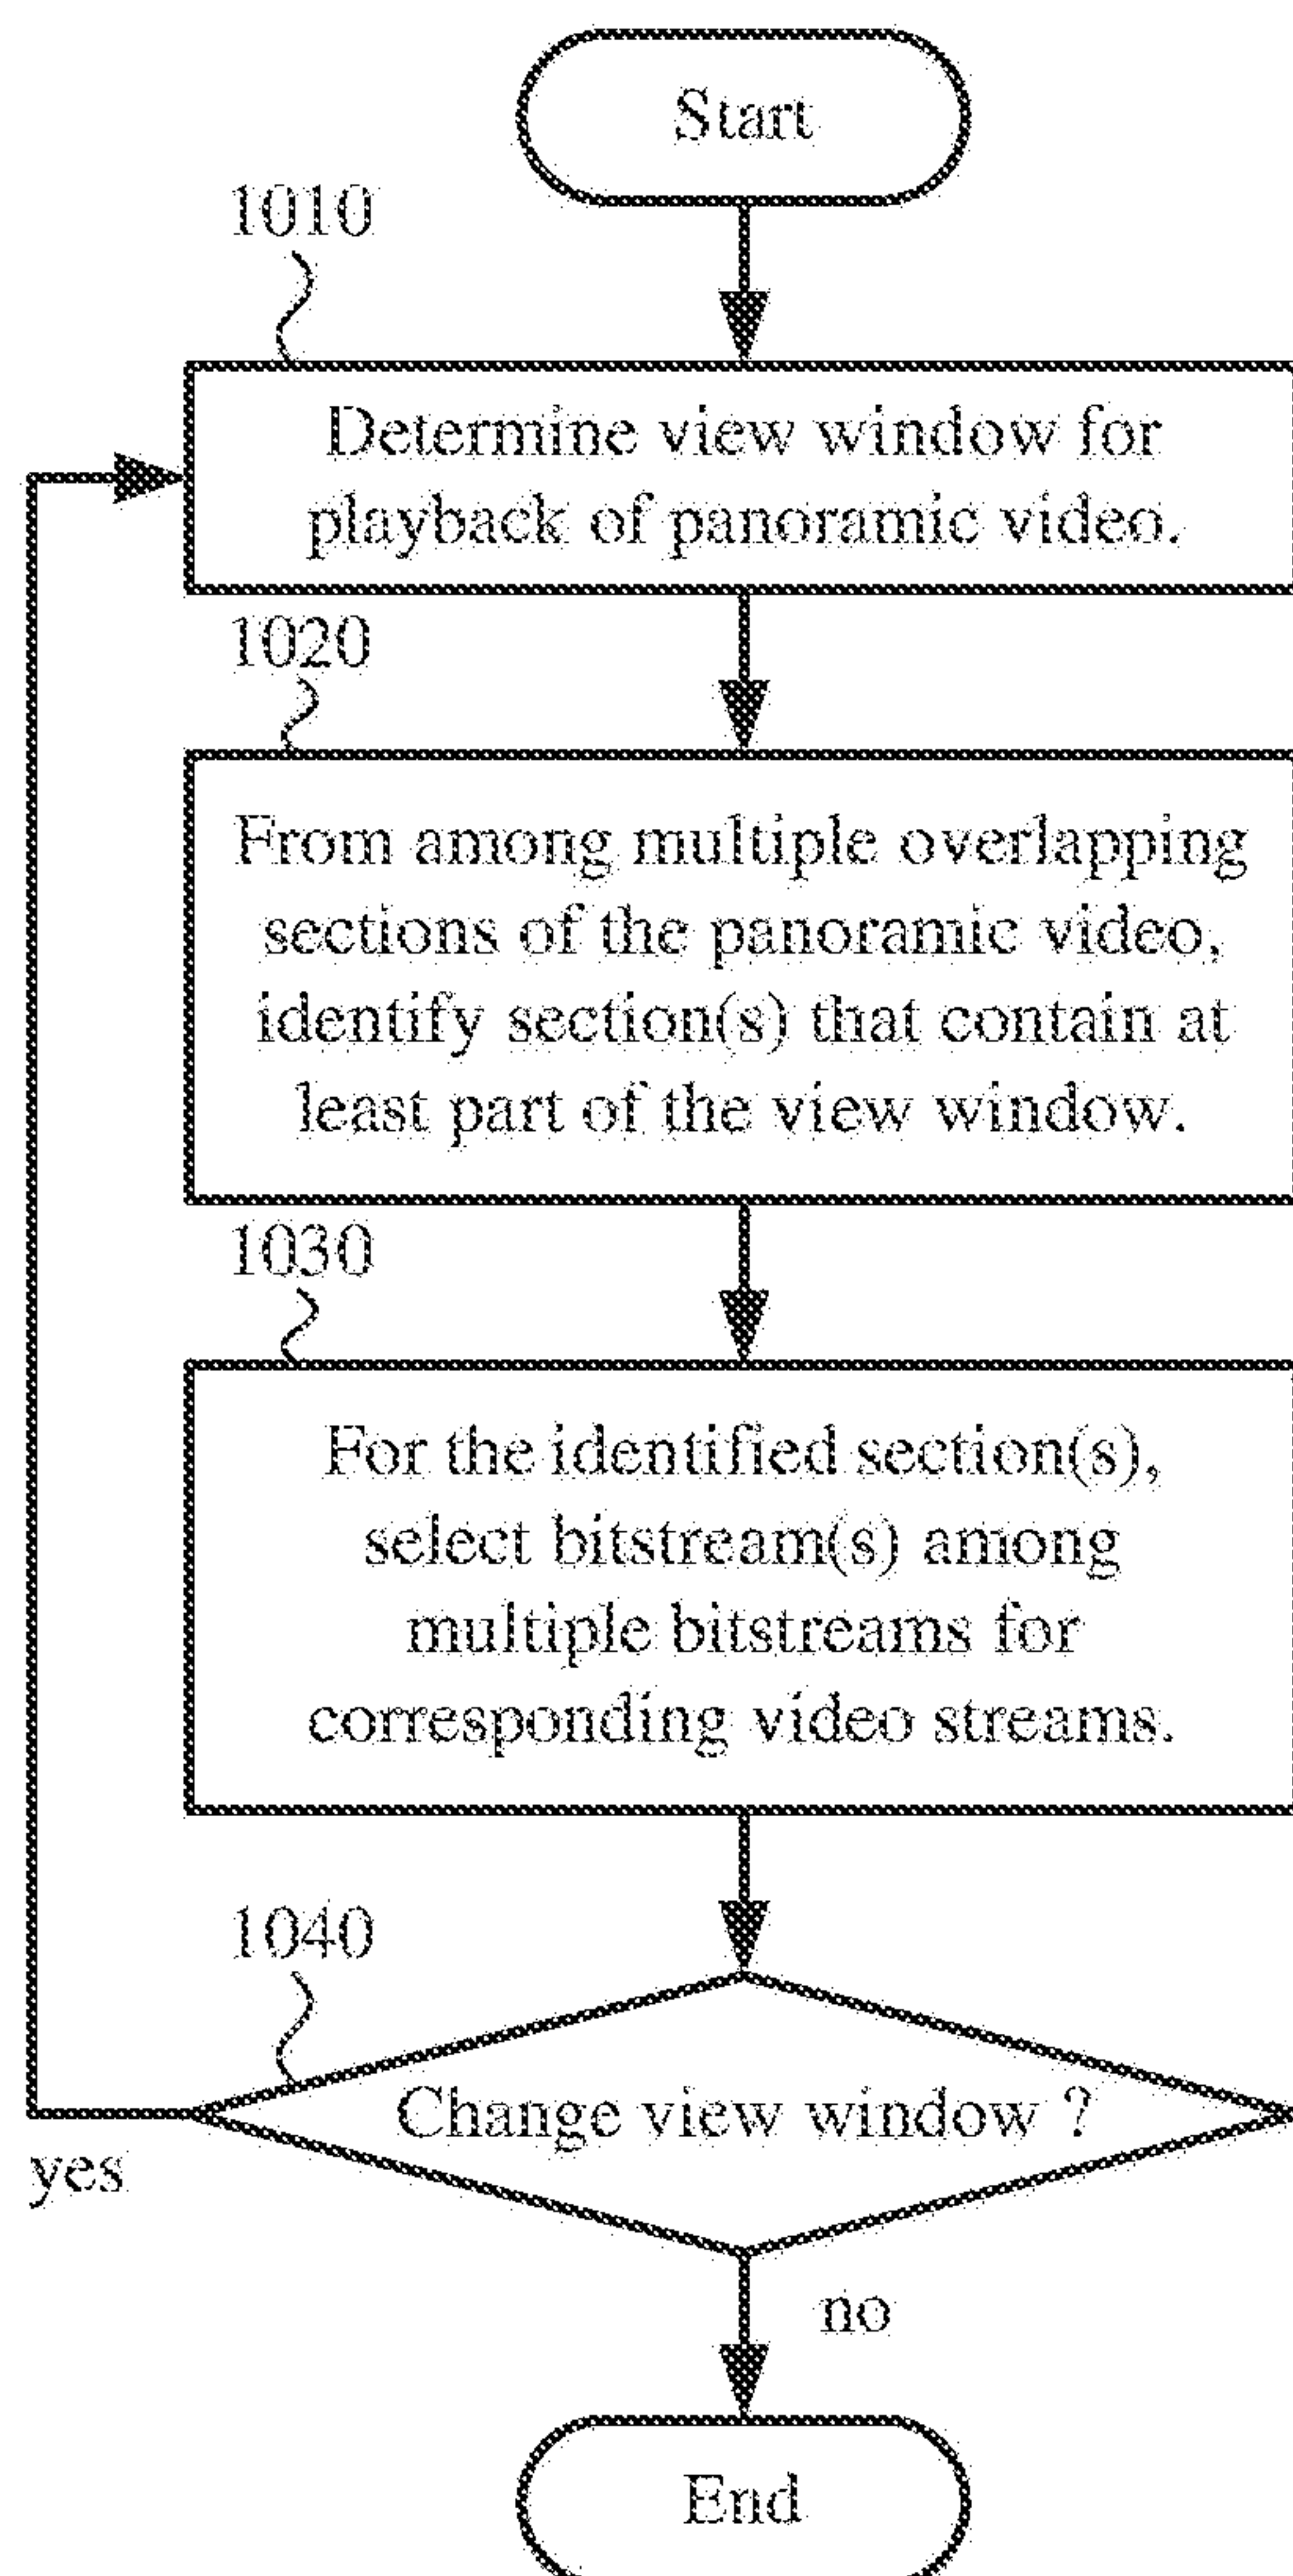 Start
1010
Determine view window for
playback of panoramic video.
1020
From among multiple overlapping
sections of the panoramic video,
identify section(s) that contain at
least part of the view window.
1030
For the identified section(s),
select bitstream(s) among
multiple bitstreams for
corresponding video streams.
1040
Change view window ?
yes
no
End